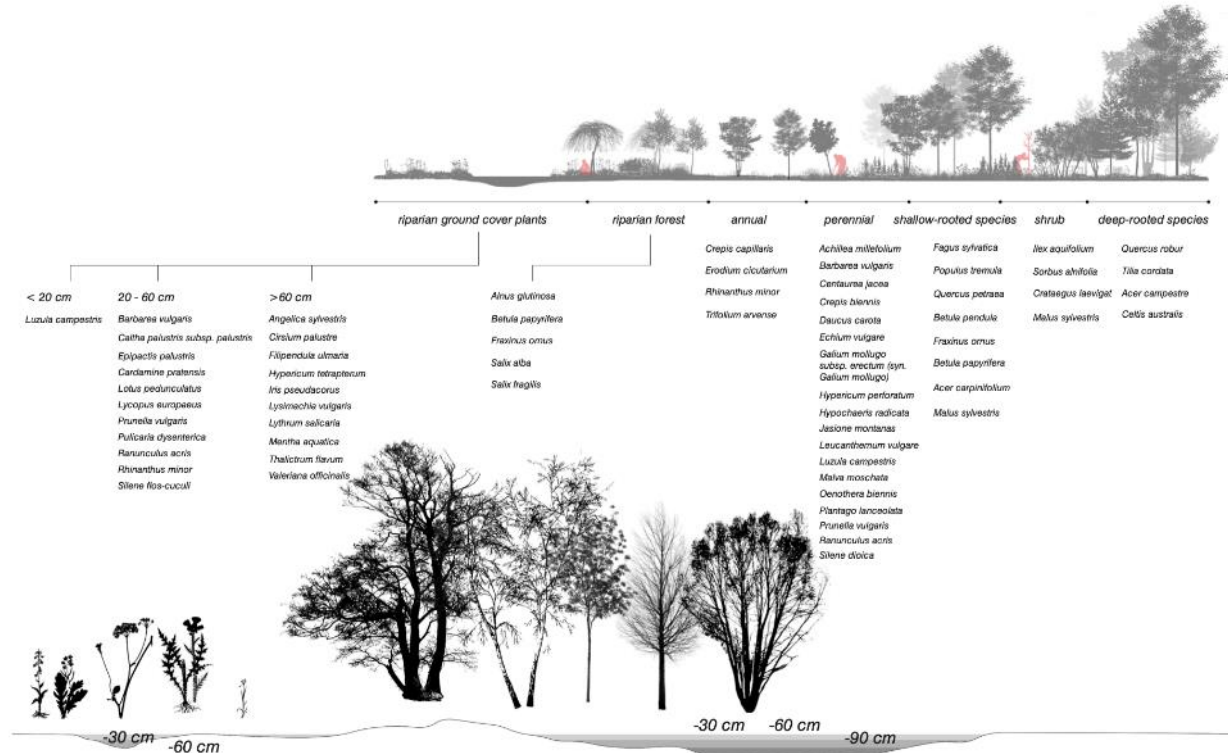 riparian ground cover plants
riparian forest
annual
perennial
shallow-rooted species
shrub
deep-rooted species
< 20 cm
Luzula campestris
20 - 60 cm
Barbarea vulgaris
Caltha palustris subsp. palustris
Epipactis palustris
Cardamine pratensis
Lotus pedunculatus
Lycopus europaeus
Prunella vulgaris
Pulicaria dysenterica
Ranunculus acris
Rhinanthus minor
Silene flos-cuculi
>60 cm
Angelica sylvestris
Cirsium palustre
Filipendula ulmaria
Hypericum tetrapterum
Iris pseudacorus
Lysimachia vulgaris
Lythrum salicaria
Mentha aquatica
Thalictrum flavum
Valeriana officinalis
Alnus glutinosa
Betula papyrifera
Fraxinus ornus
Salix alba
Salix fragilis
Crepis capillaris
Erodium cicutarium
Rhinanthus minor
Trifolium arvense
Achillea millefolium
Barbarea vulgaris
Centaurea jacea
Crepis biennis
Daucus carota
Echium vulgare
Galium mollugo
subsp. erectum (syn.
Galium mollugo)
Hypericum perforatum
Hypochaeris radicata
Jasione montanas
Leucanthemum vulgare
Luzula campestris
Malva moschata
Oenothera biennis
Plantago lanceolata
Prunella vulgaris
Ranunculus acris
Silene dioica
Fagus sylvatica
Populus tremula
Quercus petraea
Betula pendula
Fraxinus ornus
Betula papyrifera
Acer carpinifolium
Malus sylvestris
Ilex aquifolium
Sorbus alnifolia
Crataegus laevigat
Malus sylvestris
Quercus robur
Tilia cordata
Acer campestre
Celtis australis
-30 cm
-60 cm
-30 cm
-60 cm
-90 cm